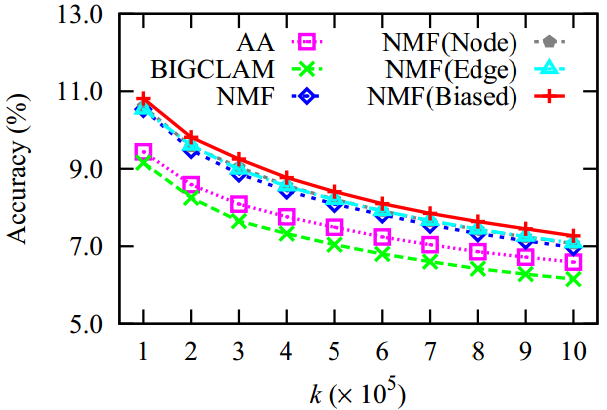 13.0
11.0
9.0
7.0
5.0
Accuracy (%)
AA
BIGCLAM
NMF
NMF(Node)
NMF(Edge)
NMF(Biased)
1 2 3 4 5 6 7 8 9 10
k (× 10⁵)